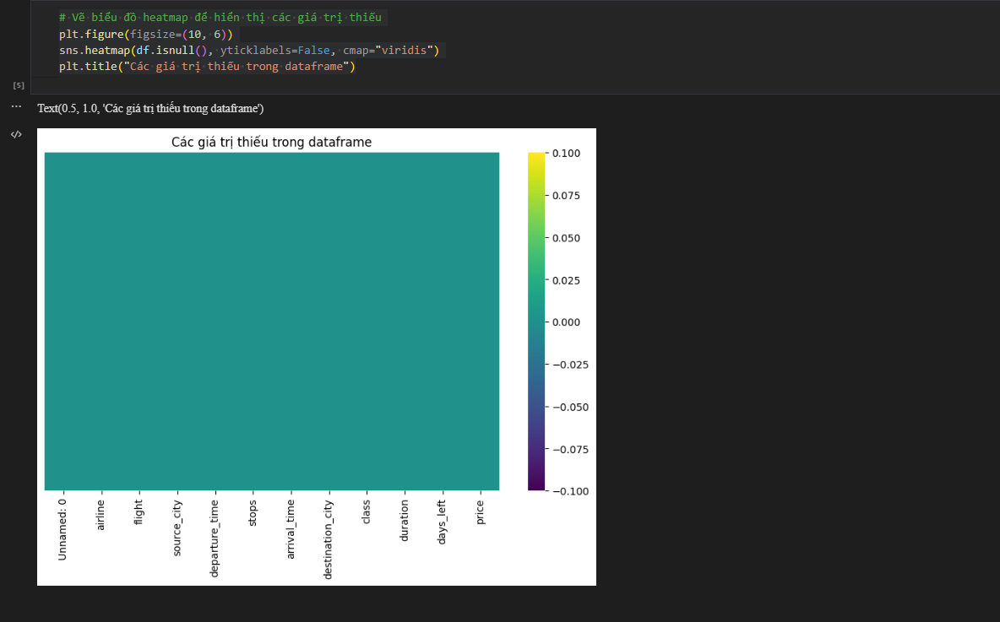 # Vẽ biểu đồ heatmap để hiển thị các giá trị thiếu
plt.figure(figsize=(10, 6))
sns.heatmap(df.isnull(), yticklabels=False, cmap="viridis")
plt.title("Các giá trị thiếu trong dataframe")
[5]
...
Text(0.5, 1.0, 'Các giá trị thiếu trong dataframe')
</>
Các giá trị thiếu trong dataframe
0.100
0.075
0.050
0.025
0.000
−0.025
−0.050
−0.075
−0.100
Unnamed: 0
airline
flight
source_city
departure_time
stops
arrival_time
destination_city
class
duration
days_left
price